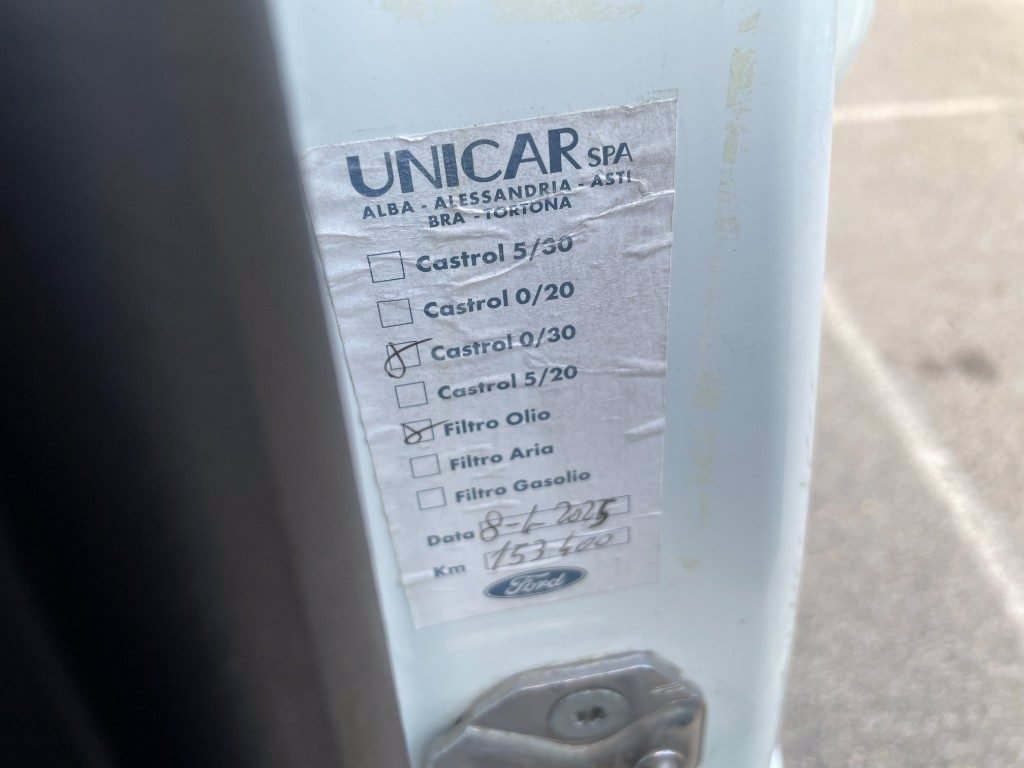 UNICAR SPA
ALBA - ALESSANDRIA - ASTI
BRA - TORTONA
Castrol 5/30
Castrol 0/20
Castrol 0/30
Castrol 5/20
Filtro Olio
Filtro Aria
Filtro Gasolio
Data 8-1-2025
Km 153400
Ford